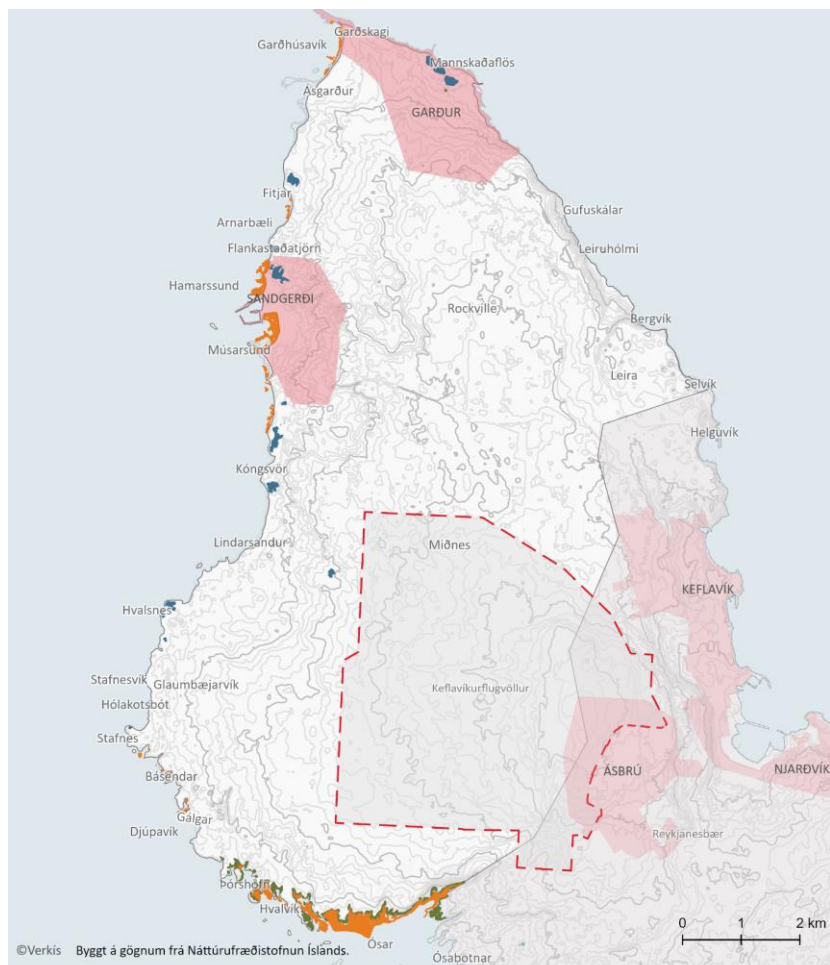 Garðskagi
Garðhúsavík
Mannskaðaflös
Ásgarður
GARÐUR
Fitjar
Gufuskálar
Arnarbæli
Flankastaðatjörn
Leiruhólmi
Hamarssund
SANDGERÐI
Rockville
Bergvík
Músarsund
Leira
Selvík
Helguvík
Kóngsvör
Lindarsandur
Miðnes
KEFLAVÍK
Hvalsnes
Stafnesvík
Glaumbæjarvík
Keflavíkurflugvöllur
Hólakotsbót
Stafnes
Básendar
ÁSBRÚ
NJARÐVÍK
Gálgar
Djúpavík
Reykjanesbær
Þórshöfn
Hvalvík
0 1 2 km
Ósar
©Verkís Byggt á gögnum frá Náttúrufræðistofnun Íslands.
Ósabotnar